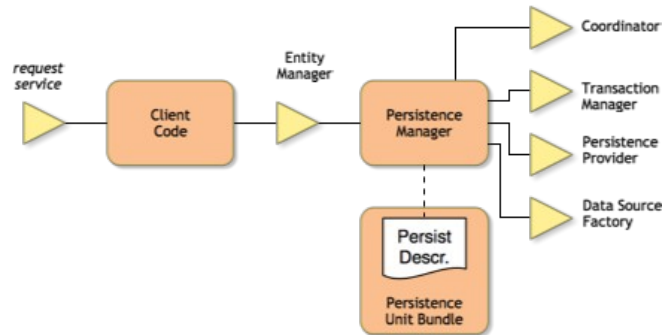 Coordinator
Entity
Manager
request
service
Client
Code
Persistence
Manager
Transaction
Manager
Persistence
Provider
Data Source
Factory
Persist
Descr.
Persistence
Unit Bundle